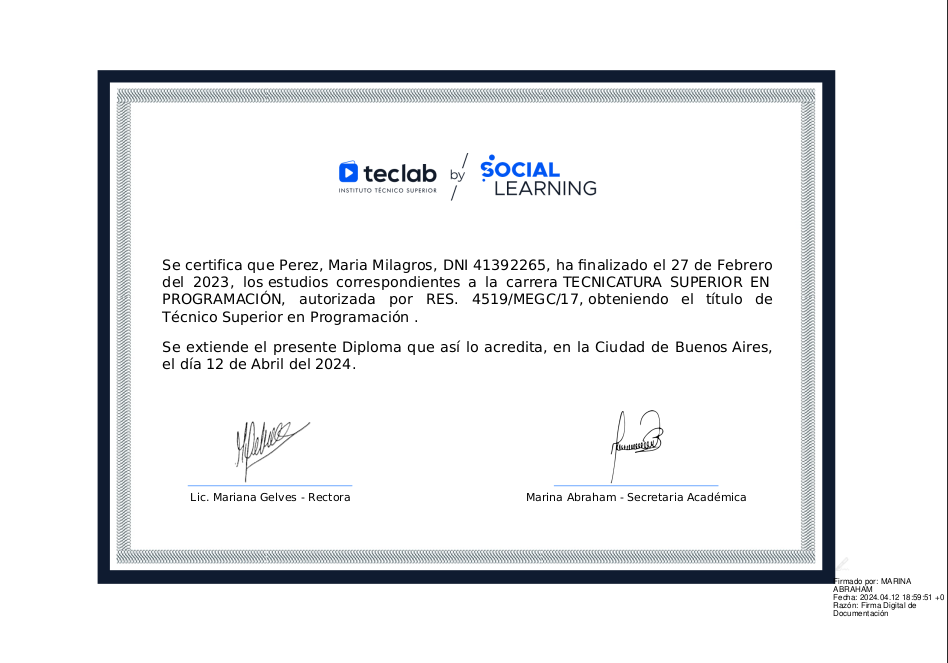 teclab
INSTITUTO TÉCNICO SUPERIOR
by
SOCIAL
LEARNING
Se certifica que Perez, Maria Milagros, DNI 41392265, ha finalizado el 27 de Febrero
del 2023, los estudios correspondientes a la carrera TECNICATURA SUPERIOR EN
PROGRAMACIÓN, autorizada por RES. 4519/MEGC/17, obteniendo el título de
Técnico Superior en Programación .
Se extiende el presente Diploma que así lo acredita, en la Ciudad de Buenos Aires,
el día 12 de Abril del 2024.
Lic. Mariana Gelves - Rectora
Marina Abraham - Secretaria Académica
Firmado por: MARINA
ABRAHAM
Fecha: 2024.04.12 18:59:51 +0
Razón: Firma Digital de
Documentación